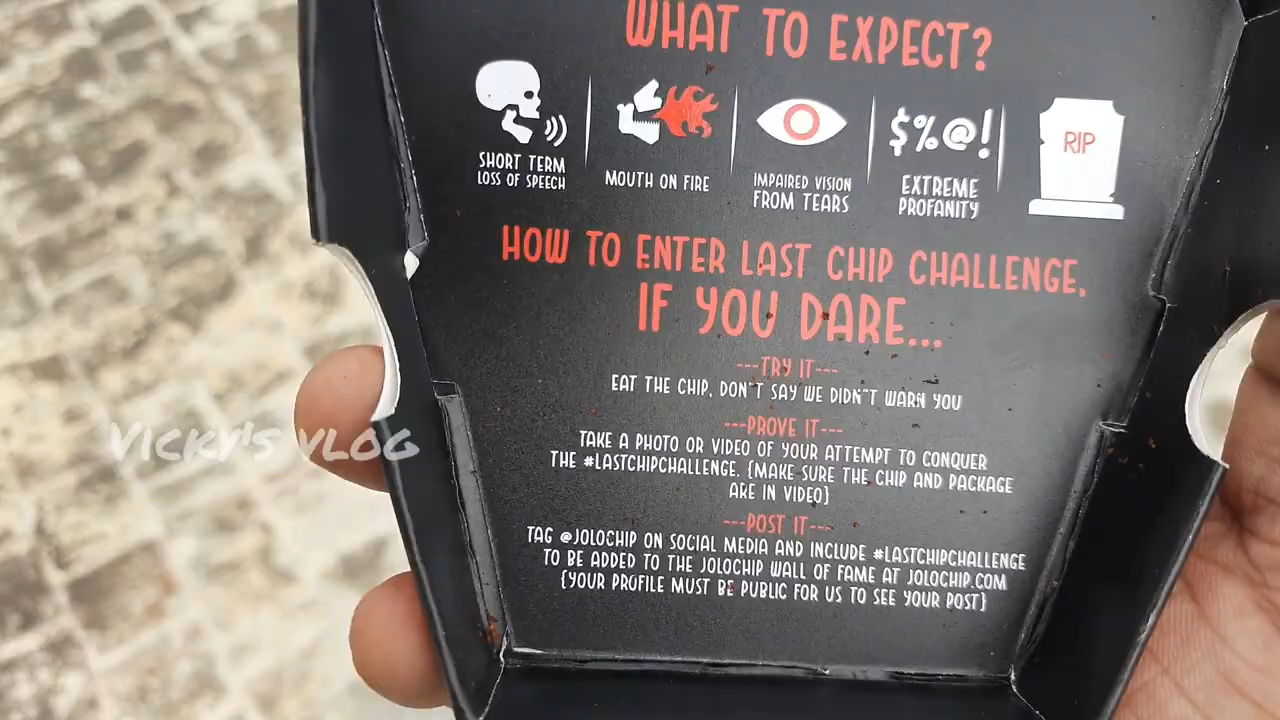 WHAT TO EXPECT?
SHORT TERM
LOSS OF SPEECH
MOUTH ON FIRE
IMPAIRED VISION
FROM TEARS
$%@!
EXTREME
PROFANITY
RIP
HOW TO ENTER LAST CHIP CHALLENGE,
IF YOU DARE...
---TRY IT---
EAT THE CHIP, DON'T SAY WE DIDN"T WARN YOU
---PROVE IT---
TAKE A PHOTO OR VIDEO OF YOUR ATTEMPT TO CONQUER
THE #LASTCHIPCHALLENGE. {MAKE SURE THE CHIP AND PACKAGE
ARE IN VIDEO}
---POST IT---
TAG @JOLOCHIP ON SOCIAL MEDIA AND INCLUDE #LASTCHIPCHALLENGE
TO BE ADDED TO THE JOLOCHIP WALL OF FAME AT JOLOCHIP.COM
{YOUR PROFILE MUST BE PUBLIC FOR US TO SEE YOUR POST}
VICKY'S VLOG